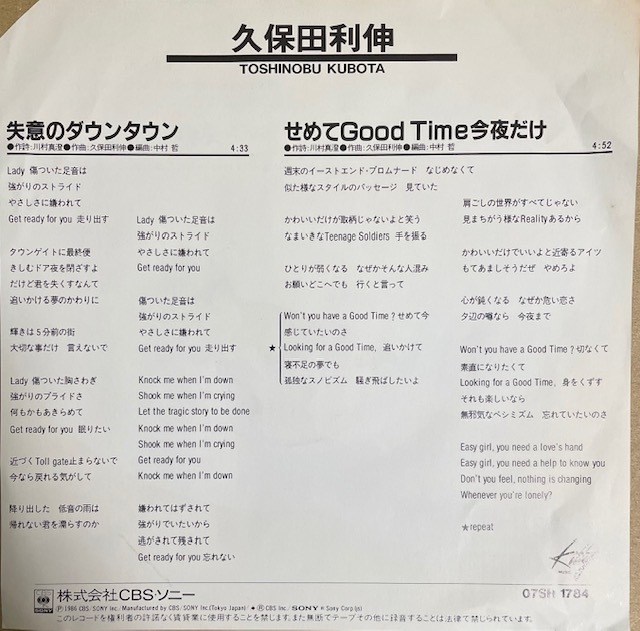 久保田利伸
TOSHINOBU KUBOTA
失意のダウンタウン
●作詩:川村真澄●作曲:久保田利伸●編曲:中村 哲 4:33
Lady 傷ついた足音は
強がりのストライド
やさしさに嫌われて
Get ready for you 走り出す
タウンゲイトに最終便
きしむドア夜を閉ざすよ
だけど君を失くすなんて
追いかける夢のかわりに
輝きは5分前の街
大切な事だけ 言えないで
Lady 傷ついた胸さわぎ
強がりのプライドさ
何もかもあきらめて
Get ready for you 眠りたい
近づくToll gate止まらないで
今なら戻れる気がして
降り出した 低音の雨は
帰れない君を濡らすのか
Lady 傷ついた足音は
強がりのストライド
やさしさに嫌われて
Get ready for you
傷ついた足音は
強がりのストライド
やさしさに嫌われて
Get ready for you 走り出す
Knock me when I'm down
Shook me when I'm crying
Let the tragic story to be done
Knock me when I'm down
Shook me when I'm crying
Get ready for you
Knock me when I'm down
嫌われてはずされて
強がりでいたいから
逃がされて残されて
Get ready for you 忘れない
せめてGood Time今夜だけ
●作詩:川村真澄●作曲:久保田利伸●編曲:中村 哲 4:52
週末のイーストエンド・プロムナード なじめなくて
似た様なスタイルのパッセージ 見ていた
かわいいだけが取柄じゃないよと笑う
なまいきなTeenage Soldiers 手を振る
ひとりが弱くなる なぜかそんな人混み
お願いどこへでも 行くと言って
Won't you have a Good Time? せめて今
感じていたいのさ
★Looking for a Good Time, 追いかけて
寝不足の夢でも
孤独なスノビズム 騒ぎ飛ばしたいよ
肩ごしの世界がすべてじゃない
見まちがう様なRealityあるから
かわいいだけでいいよと近寄るアイツ
もてあましそうだぜ やめろよ
心が鈍くなる なぜか危い恋さ
夕辺の噂なら 今夜まで
Won't you have a Good Time? 切なくて
素直になりたくて
Looking for a Good Time, 身をくずす
それも楽しいなら
無邪気なペシミズム 忘れていたいのさ
Easy girl, you need a love's hand
Easy girl, you need a help to know you
Don't you feel, nothing is changing
Whenever you're lonely?
★repeat
SONY 株式会社CBS・ソニー 07SH 1784
Ⓟ1986 CBS/SONY Inc./Manufactured by CBS/SONY Inc.(Tokyo Japan)/●Ⓡ CBS Inc./SONY ® Sony Corp.(jp)
このレコードを権利者の許諾なく賃貸業に使用することを禁じます。また無断でテープその他に録音することは法律で禁じられています。